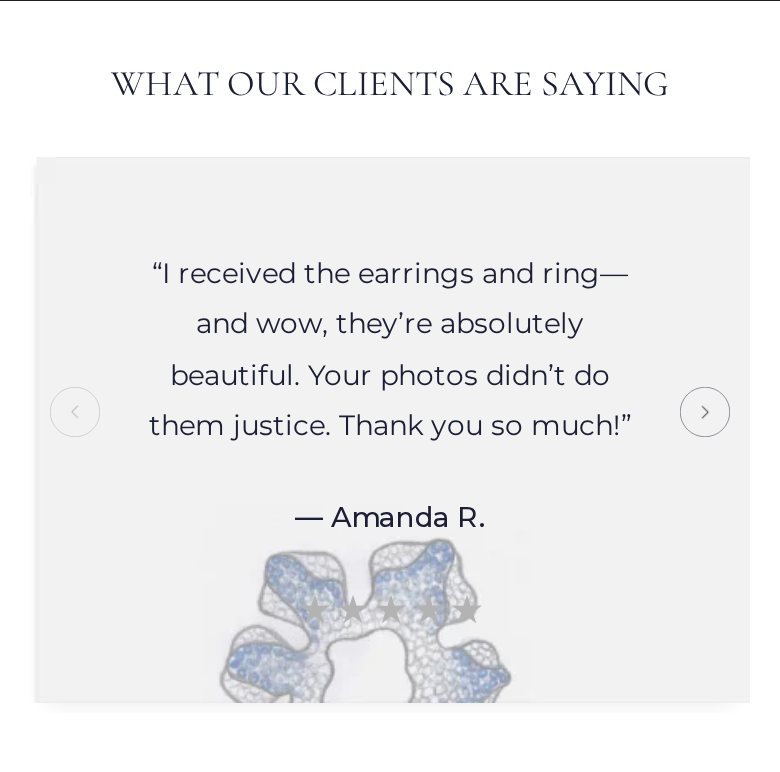 WHAT OUR CLIENTS ARE SAYING
“I received the earrings and ring—
and wow, they’re absolutely
beautiful. Your photos didn’t do
them justice. Thank you so much!”
— Amanda R.